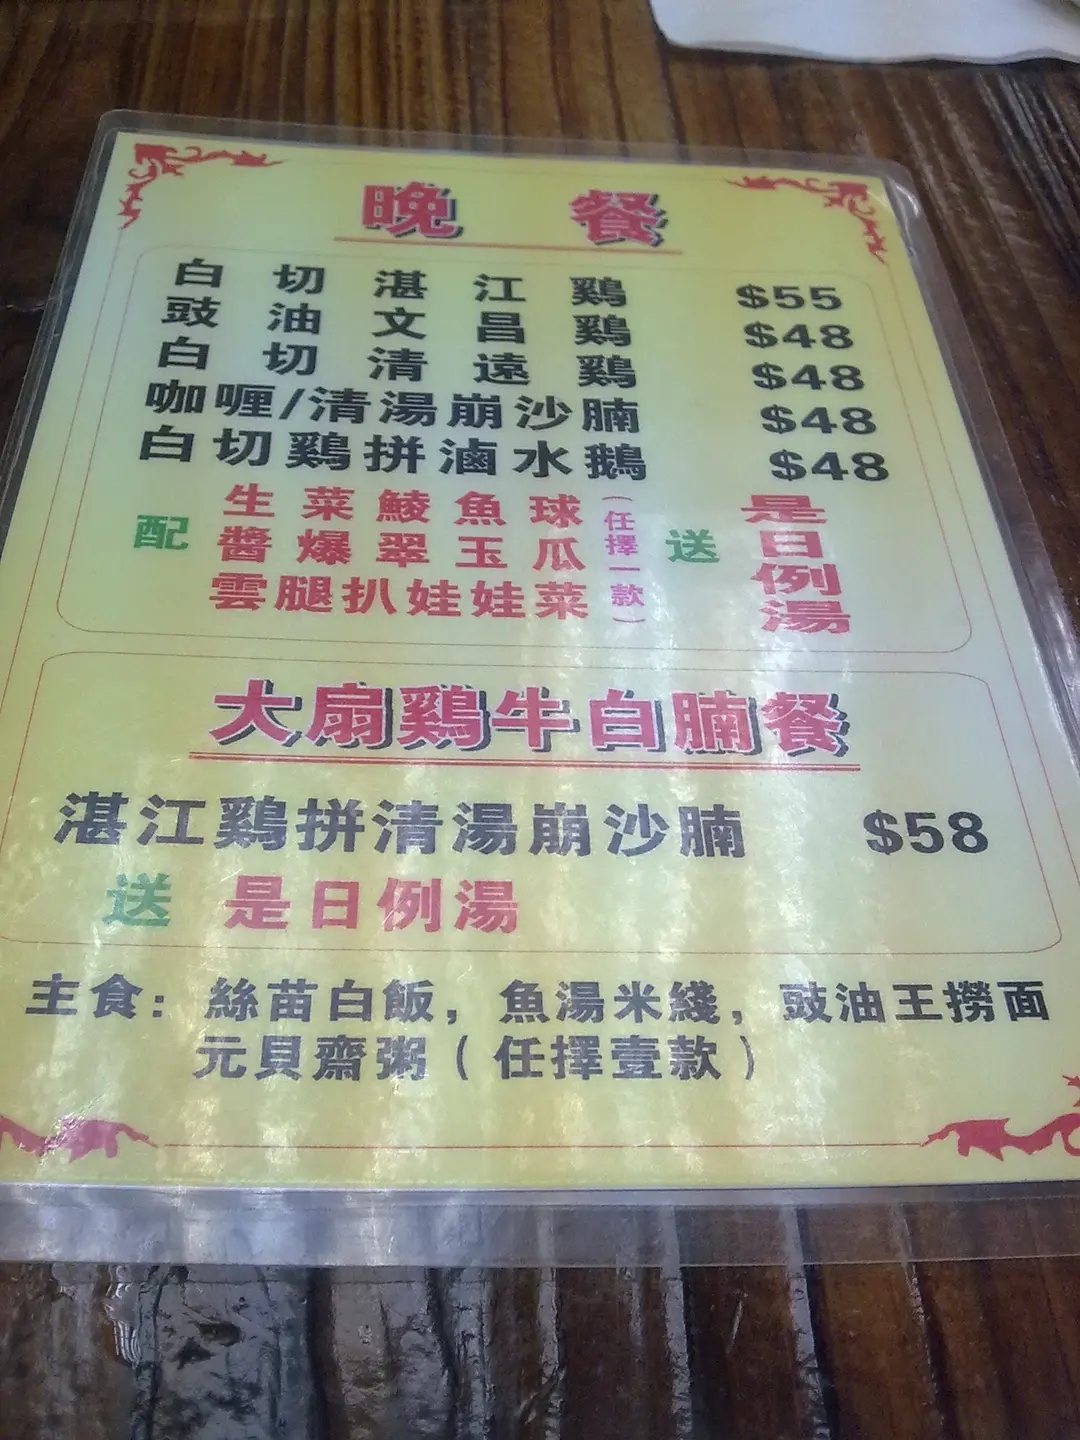 晚餐
白切湛江鷄 $55
豉油文昌鷄 $48
白切清遠鷄 $48
咖喱/清湯崩沙腩 $48
白切鷄拼滷水鵝 $48
配
生菜鯪魚球
醬爆翠玉瓜
雲腿扒娃娃菜
(任擇一款)
送
是日例湯
大扇鷄牛白腩餐
湛江鷄拼清湯崩沙腩 $58
送 是日例湯
主食：絲苗白飯，魚湯米綫，豉油王撈面
元貝齋粥（任擇壹款）